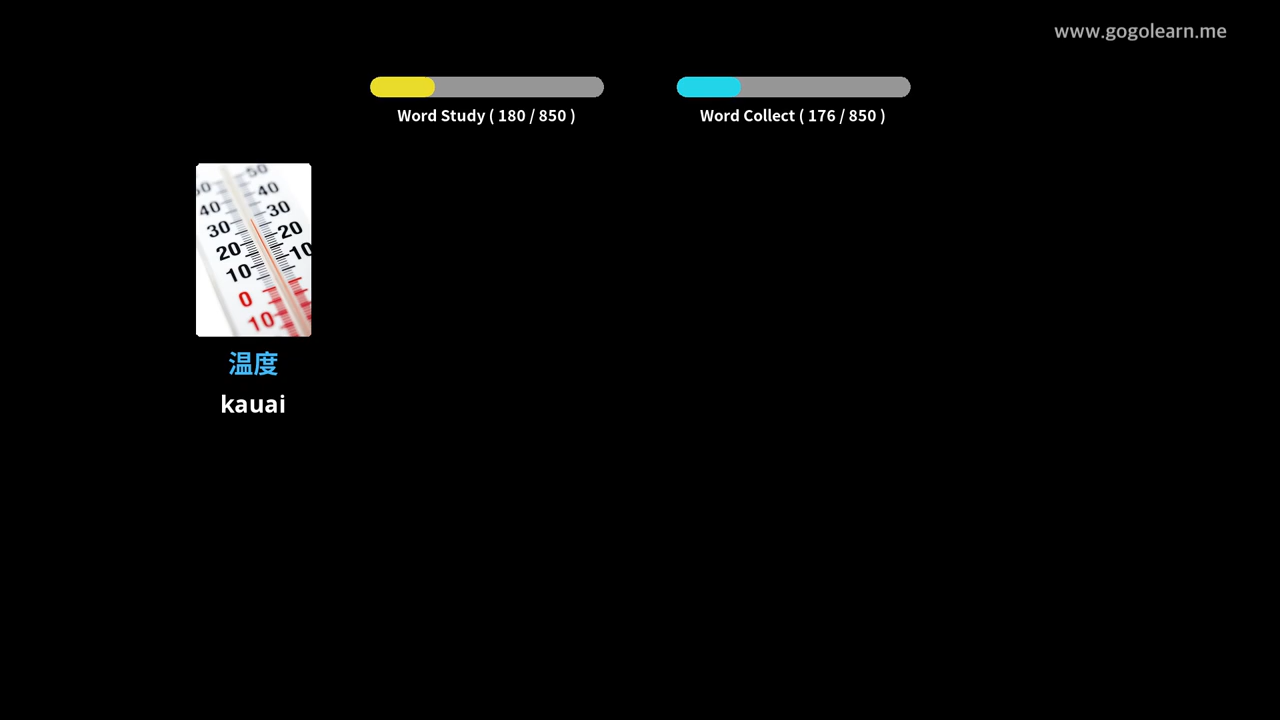 www.gogolearn.me
Word Study ( 180 / 850 )
Word Collect ( 176 / 850 )
50
40 40
30 30
20 20
10 10
0
10
温度
kauai